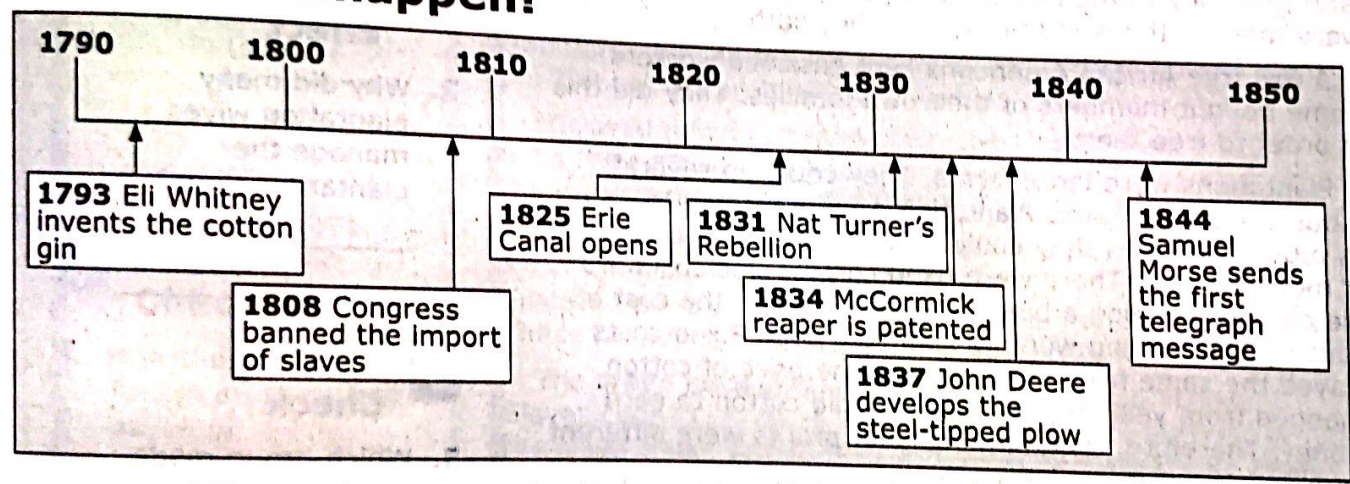 happen?
1790
1800
1810
1820
1830
1840
1850
1793 Eli Whitney
invents the cotton
gin
1808 Congress
banned the import
of slaves
1825 Erie
Canal opens
1831 Nat Turner's
Rebellion
1834 McCormick
reaper is patented
1837 John Deere
develops the
steel-tipped plow
1844
Samuel
Morse sends
the first
telegraph
message